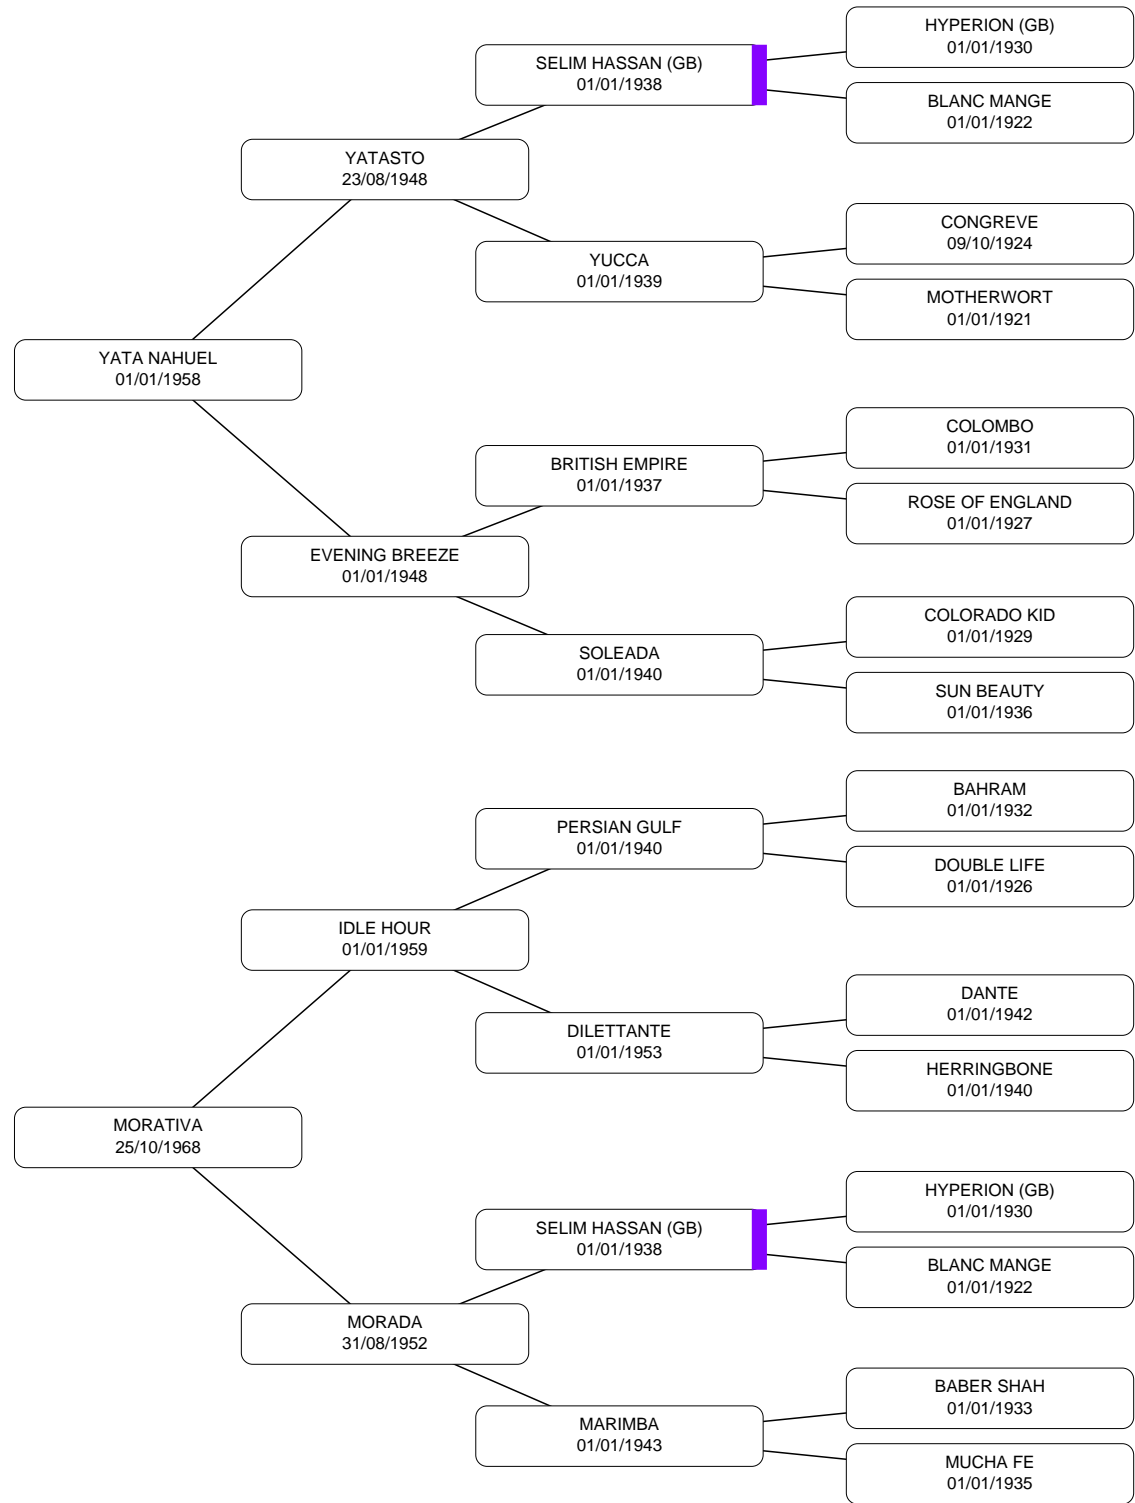 HYPERION (GB)
01/01/1930
SELIM HASSAN (GB)
01/01/1938
BLANC MANGE
01/01/1922
YATASTO
23/08/1948
CONGREVE
09/10/1924
YUCCA
01/01/1939
MOTHERWORT
01/01/1921
YATA NAHUEL
01/01/1958
COLOMBO
01/01/1931
BRITISH EMPIRE
01/01/1937
ROSE OF ENGLAND
01/01/1927
EVENING BREEZE
01/01/1948
COLORADO KID
01/01/1929
SOLEADA
01/01/1940
SUN BEAUTY
01/01/1936
BAHRAM
01/01/1932
PERSIAN GULF
01/01/1940
DOUBLE LIFE
01/01/1926
IDLE HOUR
01/01/1959
DANTE
01/01/1942
DILETTANTE
01/01/1953
HERRINGBONE
01/01/1940
MORATIVA
25/10/1968
HYPERION (GB)
01/01/1930
SELIM HASSAN (GB)
01/01/1938
BLANC MANGE
01/01/1922
MORADA
31/08/1952
BABER SHAH
01/01/1933
MARIMBA
01/01/1943
MUCHA FE
01/01/1935